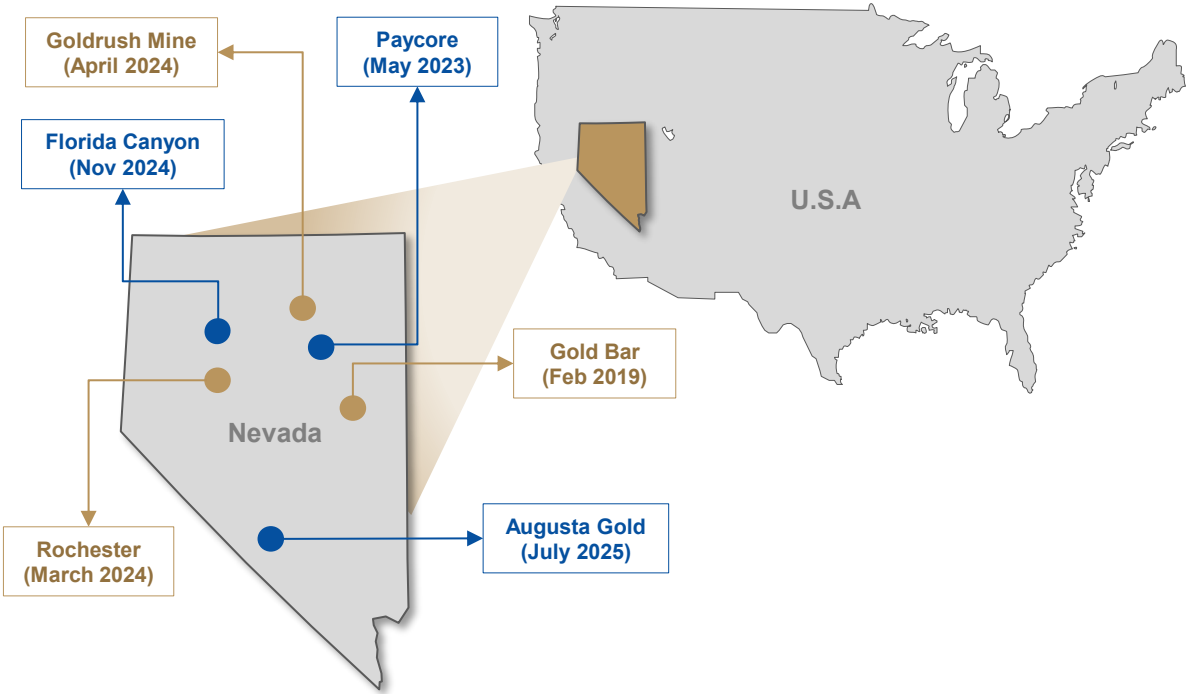 Goldrush Mine
(April 2024)
Paycore
(May 2023)
Florida Canyon
(Nov 2024)
U.S.A
Gold Bar
(Feb 2019)
Nevada
Augusta Gold
(July 2025)
Rochester
(March 2024)